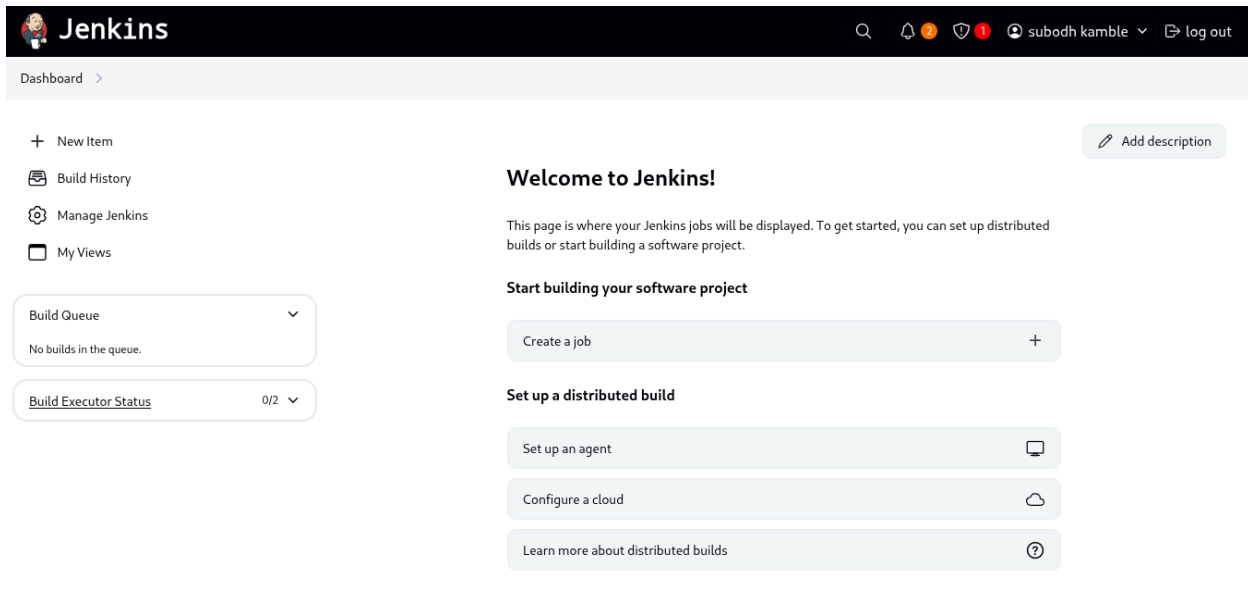 Jenkins
2
1
subodh kamble
log out
Dashboard
New Item
Build History
Manage Jenkins
My Views
Build Queue
No builds in the queue.
Build Executor Status
0/2
Add description
Welcome to Jenkins!
This page is where your Jenkins jobs will be displayed. To get started, you can set up distributed
builds or start building a software project.
Start building your software project
Create a job
Set up a distributed build
Set up an agent
Configure a cloud
Learn more about distributed builds